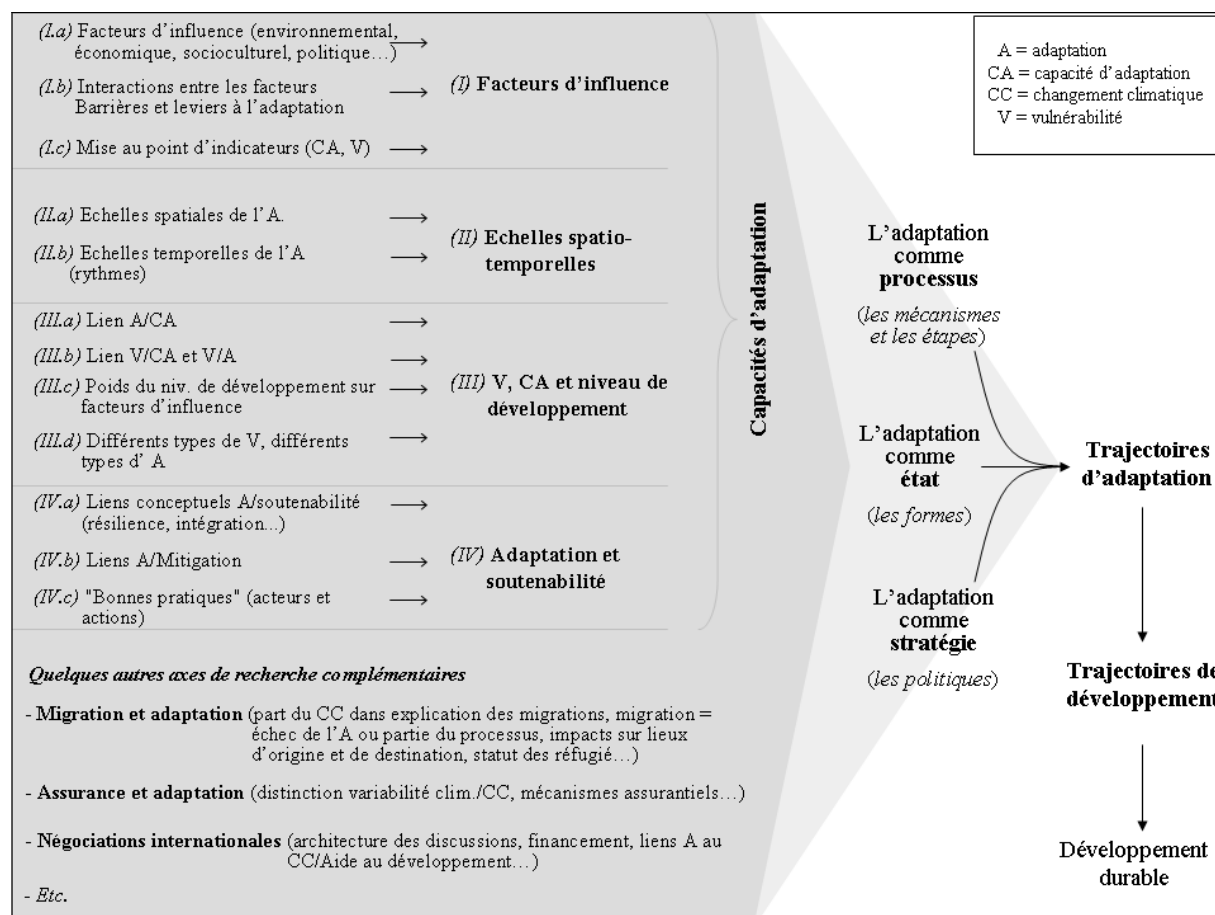 (I.a) Facteurs d'influence (environnemental,
économique, socioculturel, politique…)
(I.b) Interactions entre les facteurs
Barrières et leviers à l'adaptation
(I.c) Mise au point d'indicateurs (CA, V)
(I) Facteurs d'influence
(II.a) Echelles spatiales de l'A.
(II.b) Echelles temporelles de l'A
(rythmes)
(II) Echelles spatio-
temporelles
(III.a) Lien A/CA
(III.b) Lien V/CA et V/A
(III.c) Poids du niv. de développement sur
facteurs d'influence
(III.d) Différents types de V, différents
types d' A
(III) V, CA et niveau de
développement
(IV.a) Liens conceptuels A/soutenabilité
(résilience, intégration...)
(IV.b) Liens A/Mitigation
(IV.c) "Bonnes pratiques" (acteurs et
actions)
(IV) Adaptation et
soutenabilité
Capacités d'adaptation
Quelques autres axes de recherche complémentaires
- Migration et adaptation (part du CC dans explication des migrations, migration =
échec de l'A ou partie du processus, impacts sur lieux
d'origine et de destination, statut des réfugié…)
- Assurance et adaptation (distinction variabilité clim./CC, mécanismes assurantiels…)
- Négociations internationales (architecture des discussions, financement, liens A au
CC/Aide au développement…)
- Etc.
A = adaptation
CA = capacité d'adaptation
CC = changement climatique
V = vulnérabilité
L'adaptation
comme
processus
(les mécanismes
et les étapes)
L'adaptation
comme
état
(les formes)
L'adaptation
comme
stratégie
(les politiques)
Trajectoires
d'adaptation
Trajectoires de
développement
Développement
durable